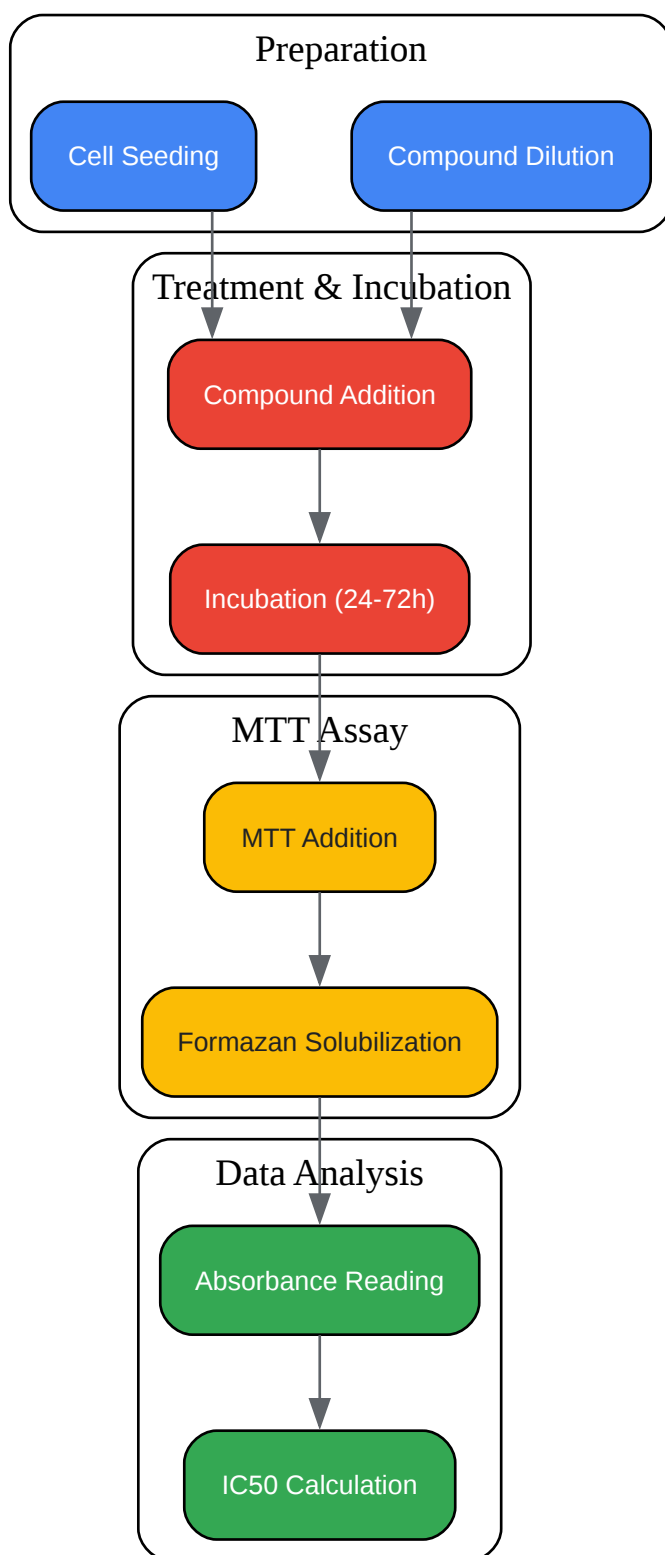 Preparation
Cell Seeding
Compound Dilution
Treatment & Incubation
Compound Addition
Incubation (24-72h)
MTT Assay
MTT Addition
Formazan Solubilization
Data Analysis
Absorbance Reading
IC50 Calculation